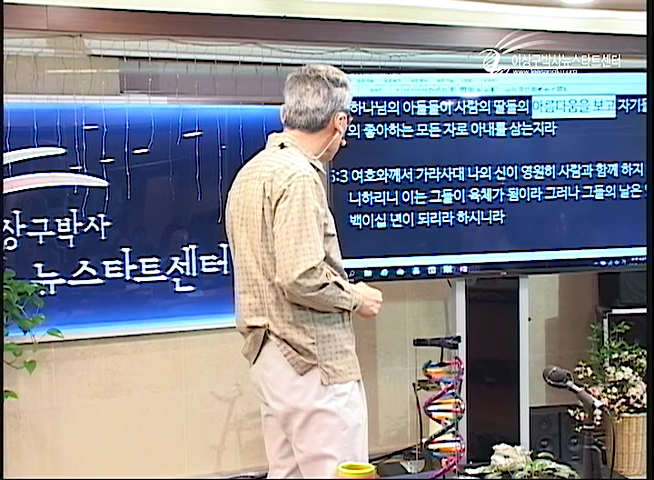 이상구박사뉴스타트센터
www.leesangku.org
하나님의 아들들이 사람의 딸들의 아름다움을 보고 자기들
의 좋아하는 모든 자로 아내를 삼는지라
5:3 여호와께서 가라사대 나의 신이 영원히 사람과 함께 하지
니하리니 이는 그들이 육체가 됨이라 그러나 그들의 날은
백이십 년이 되리라 하시니라
상구박사
뉴스타트센터